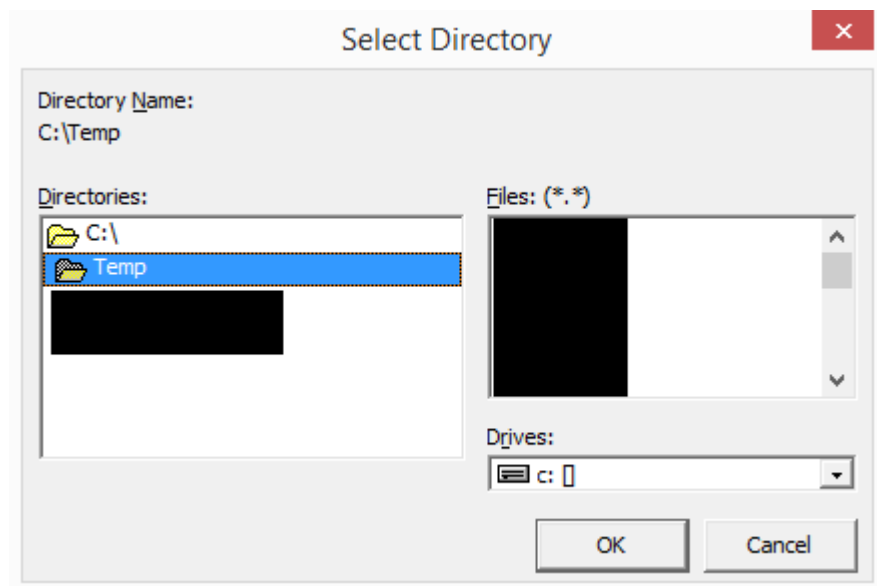 Select Directory
Directory Name:
C:\Temp
Directories:
C:\
Temp
Files: (*.*)
Drives:
c: []
OK
Cancel